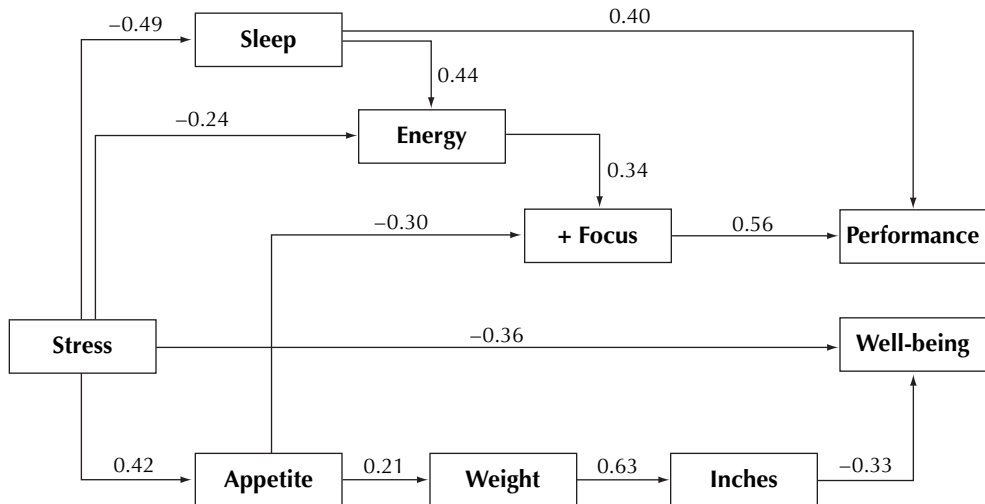 −0.49
Sleep
0.40
0.44
−0.24
Energy
0.34
−0.30
+ Focus
0.56
Performance
Stress
−0.36
Well-being
0.42
Appetite
0.21
Weight
0.63
Inches
−0.33